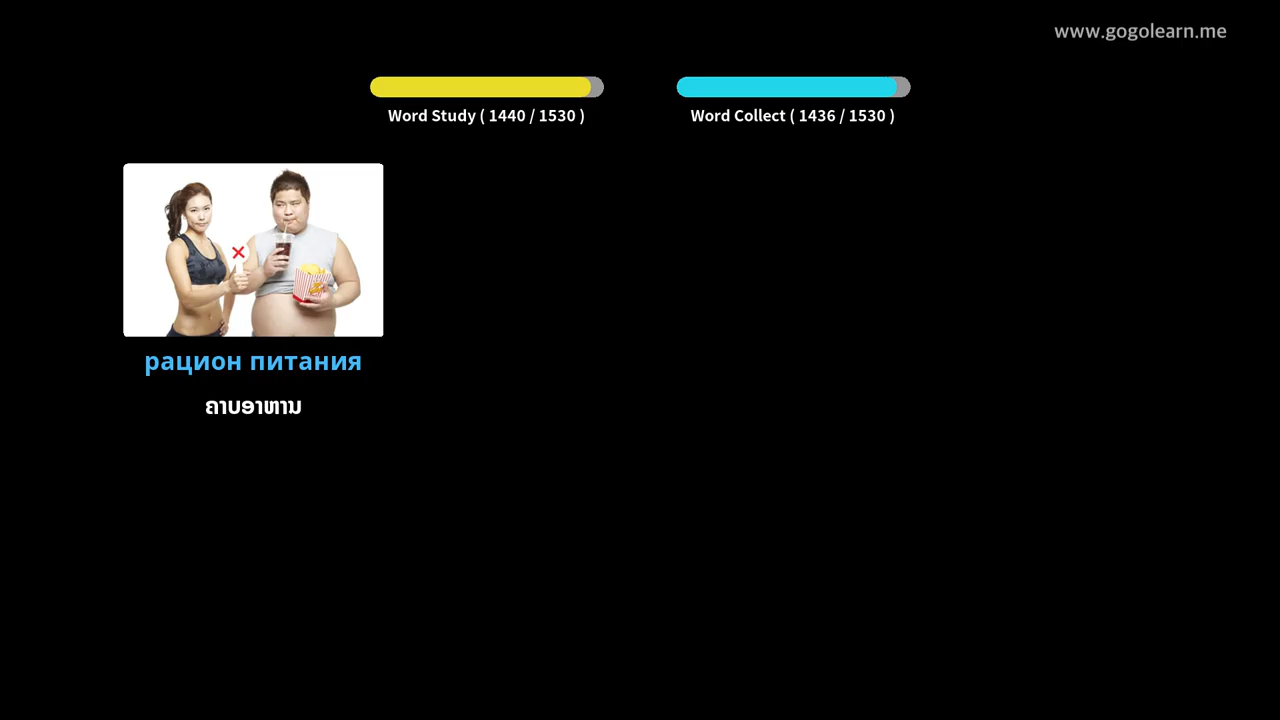 www.gogolearn.me
Word Study ( 1440 / 1530 )
Word Collect ( 1436 / 1530 )
рацион питания
ຄາບອາຫານ